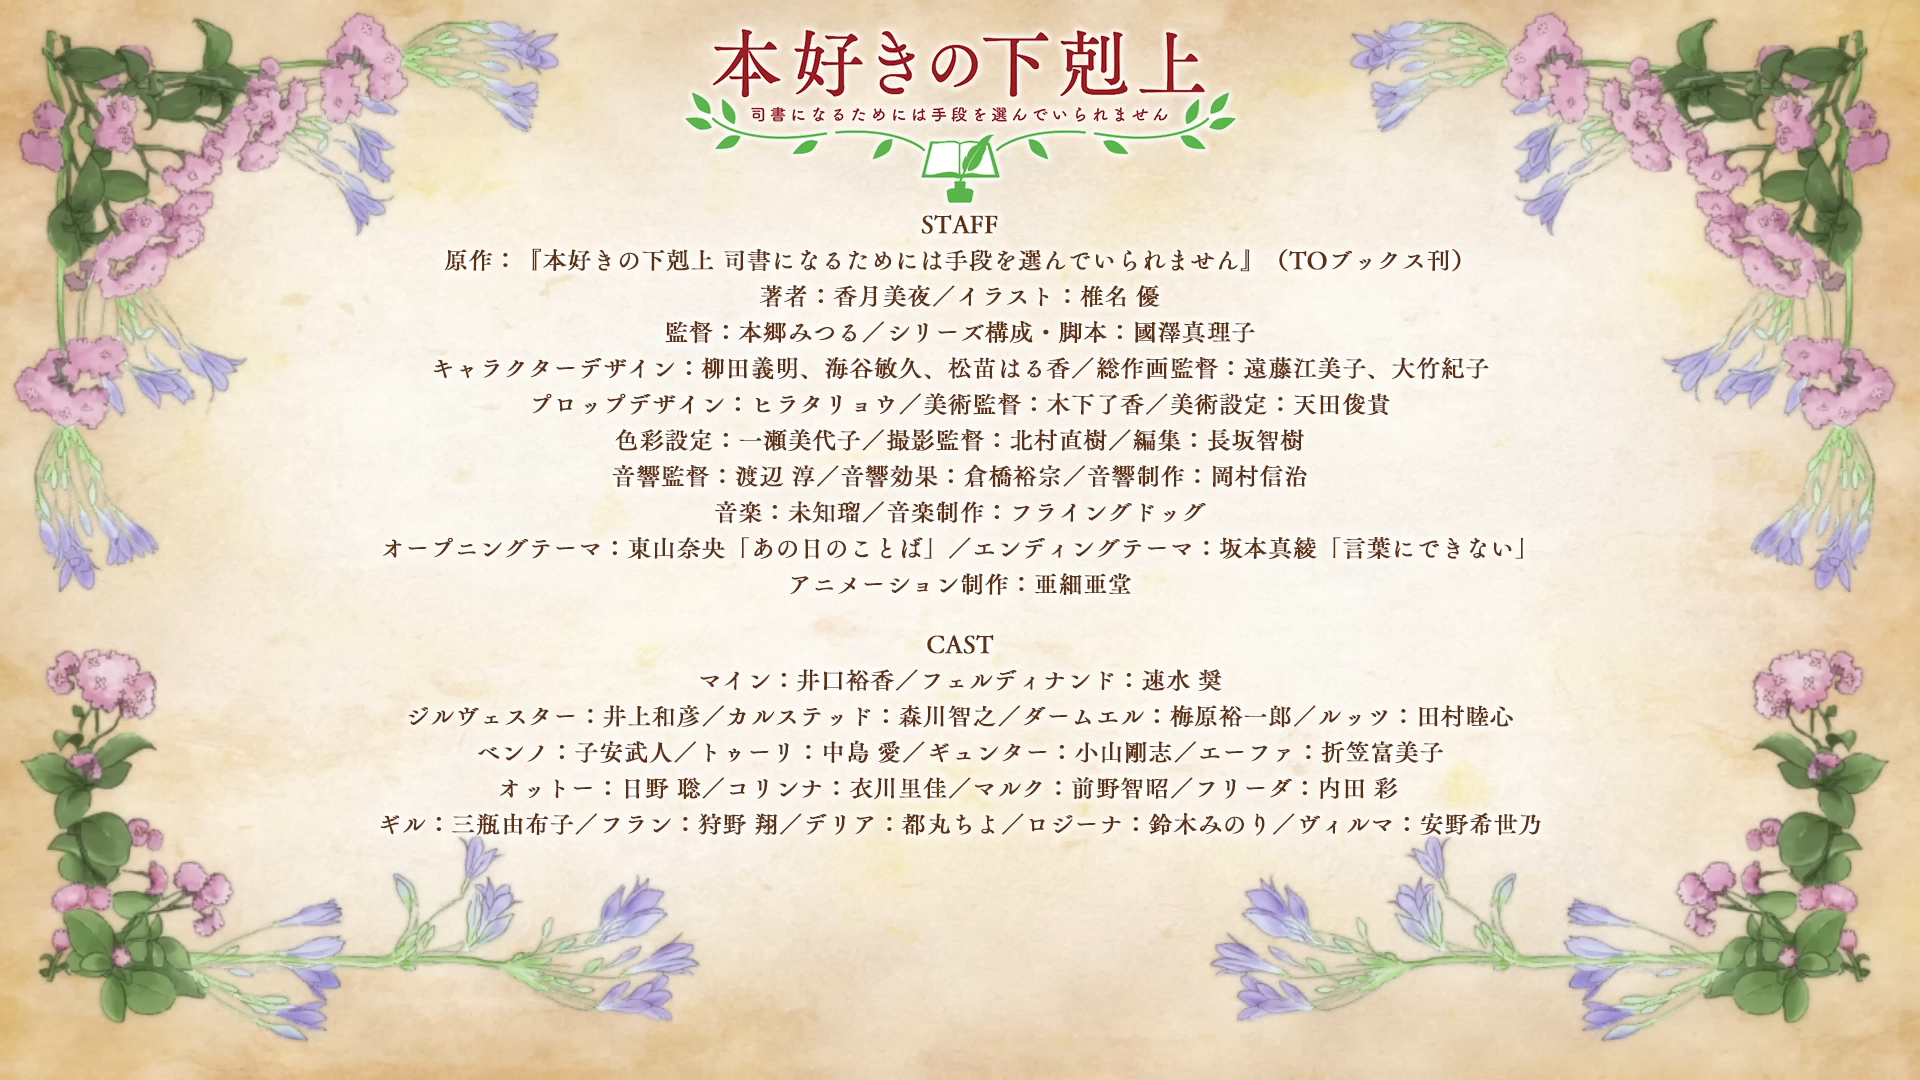 本好きの下剋上
司書になるためには手段を選んでいられません
STAFF
原作：『本好きの下剋上 司書になるためには手段を選んでいられません』（TOブックス刊）
著者：香月美夜／イラスト：椎名 優
監督：本郷みつる／シリーズ構成・脚本：國澤真理子
キャラクターデザイン：柳田義明、海谷敏久、松苗はる香／総作画監督：遠藤江美子、大竹紀子
プロップデザイン：ヒラタリョウ／美術監督：木下了香／美術設定：天田俊貴
色彩設定：一瀬美代子／撮影監督：北村直樹／編集：長坂智樹
音響監督：渡辺 淳／音響効果：倉橋裕宗／音響制作：岡村信治
音楽：未知瑠／音楽制作：フライングドッグ
オープニングテーマ：東山奈央「あの日のことば」／エンディングテーマ：坂本真綾「言葉にできない」
アニメーション制作：亜細亜堂
CAST
マイン：井口裕香／フェルディナンド：速水 奨
ジルヴェスター：井上和彦／カルステッド：森川智之／ダームエル：梅原裕一郎／ルッツ：田村睦心
ベンノ：子安武人／トゥーリ：中島 愛／ギュンター：小山剛志／エーファ：折笠富美子
オットー：日野 聡／コリンナ：衣川里佳／マルク：前野智昭／フリーダ：内田 彩
ギル：三瓶由布子／フラン：狩野 翔／デリア：都丸ちよ／ロジーナ：鈴木みのり／ヴィルマ：安野希世乃